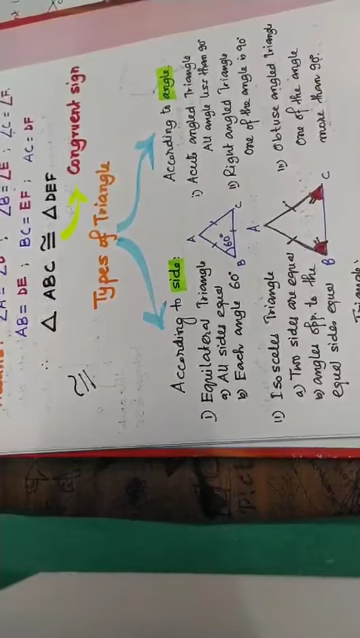 ∠A = ∠D ; ∠B = ∠E ; ∠C = ∠F
AB = DE ; BC = EF ; AC = DF
∴ △ ABC ≅ △ DEF
≅
Congruent sign
Types of Triangle
According to side
i) Equilateral Triangle
a) All sides equal
b) Each angle 60°
A
60°
B
C
ii) Isosceles Triangle
a) Two sides are equal
b) angles opp. to the
equal sides equal
A
B
C
According to angle
i) Acute angled Triangle
All angle less than 90°
ii) Right angled Triangle
One of the angle is 90°
iii) Obtuse angled Triangle
One of the angle
more than 90°.
Triangle